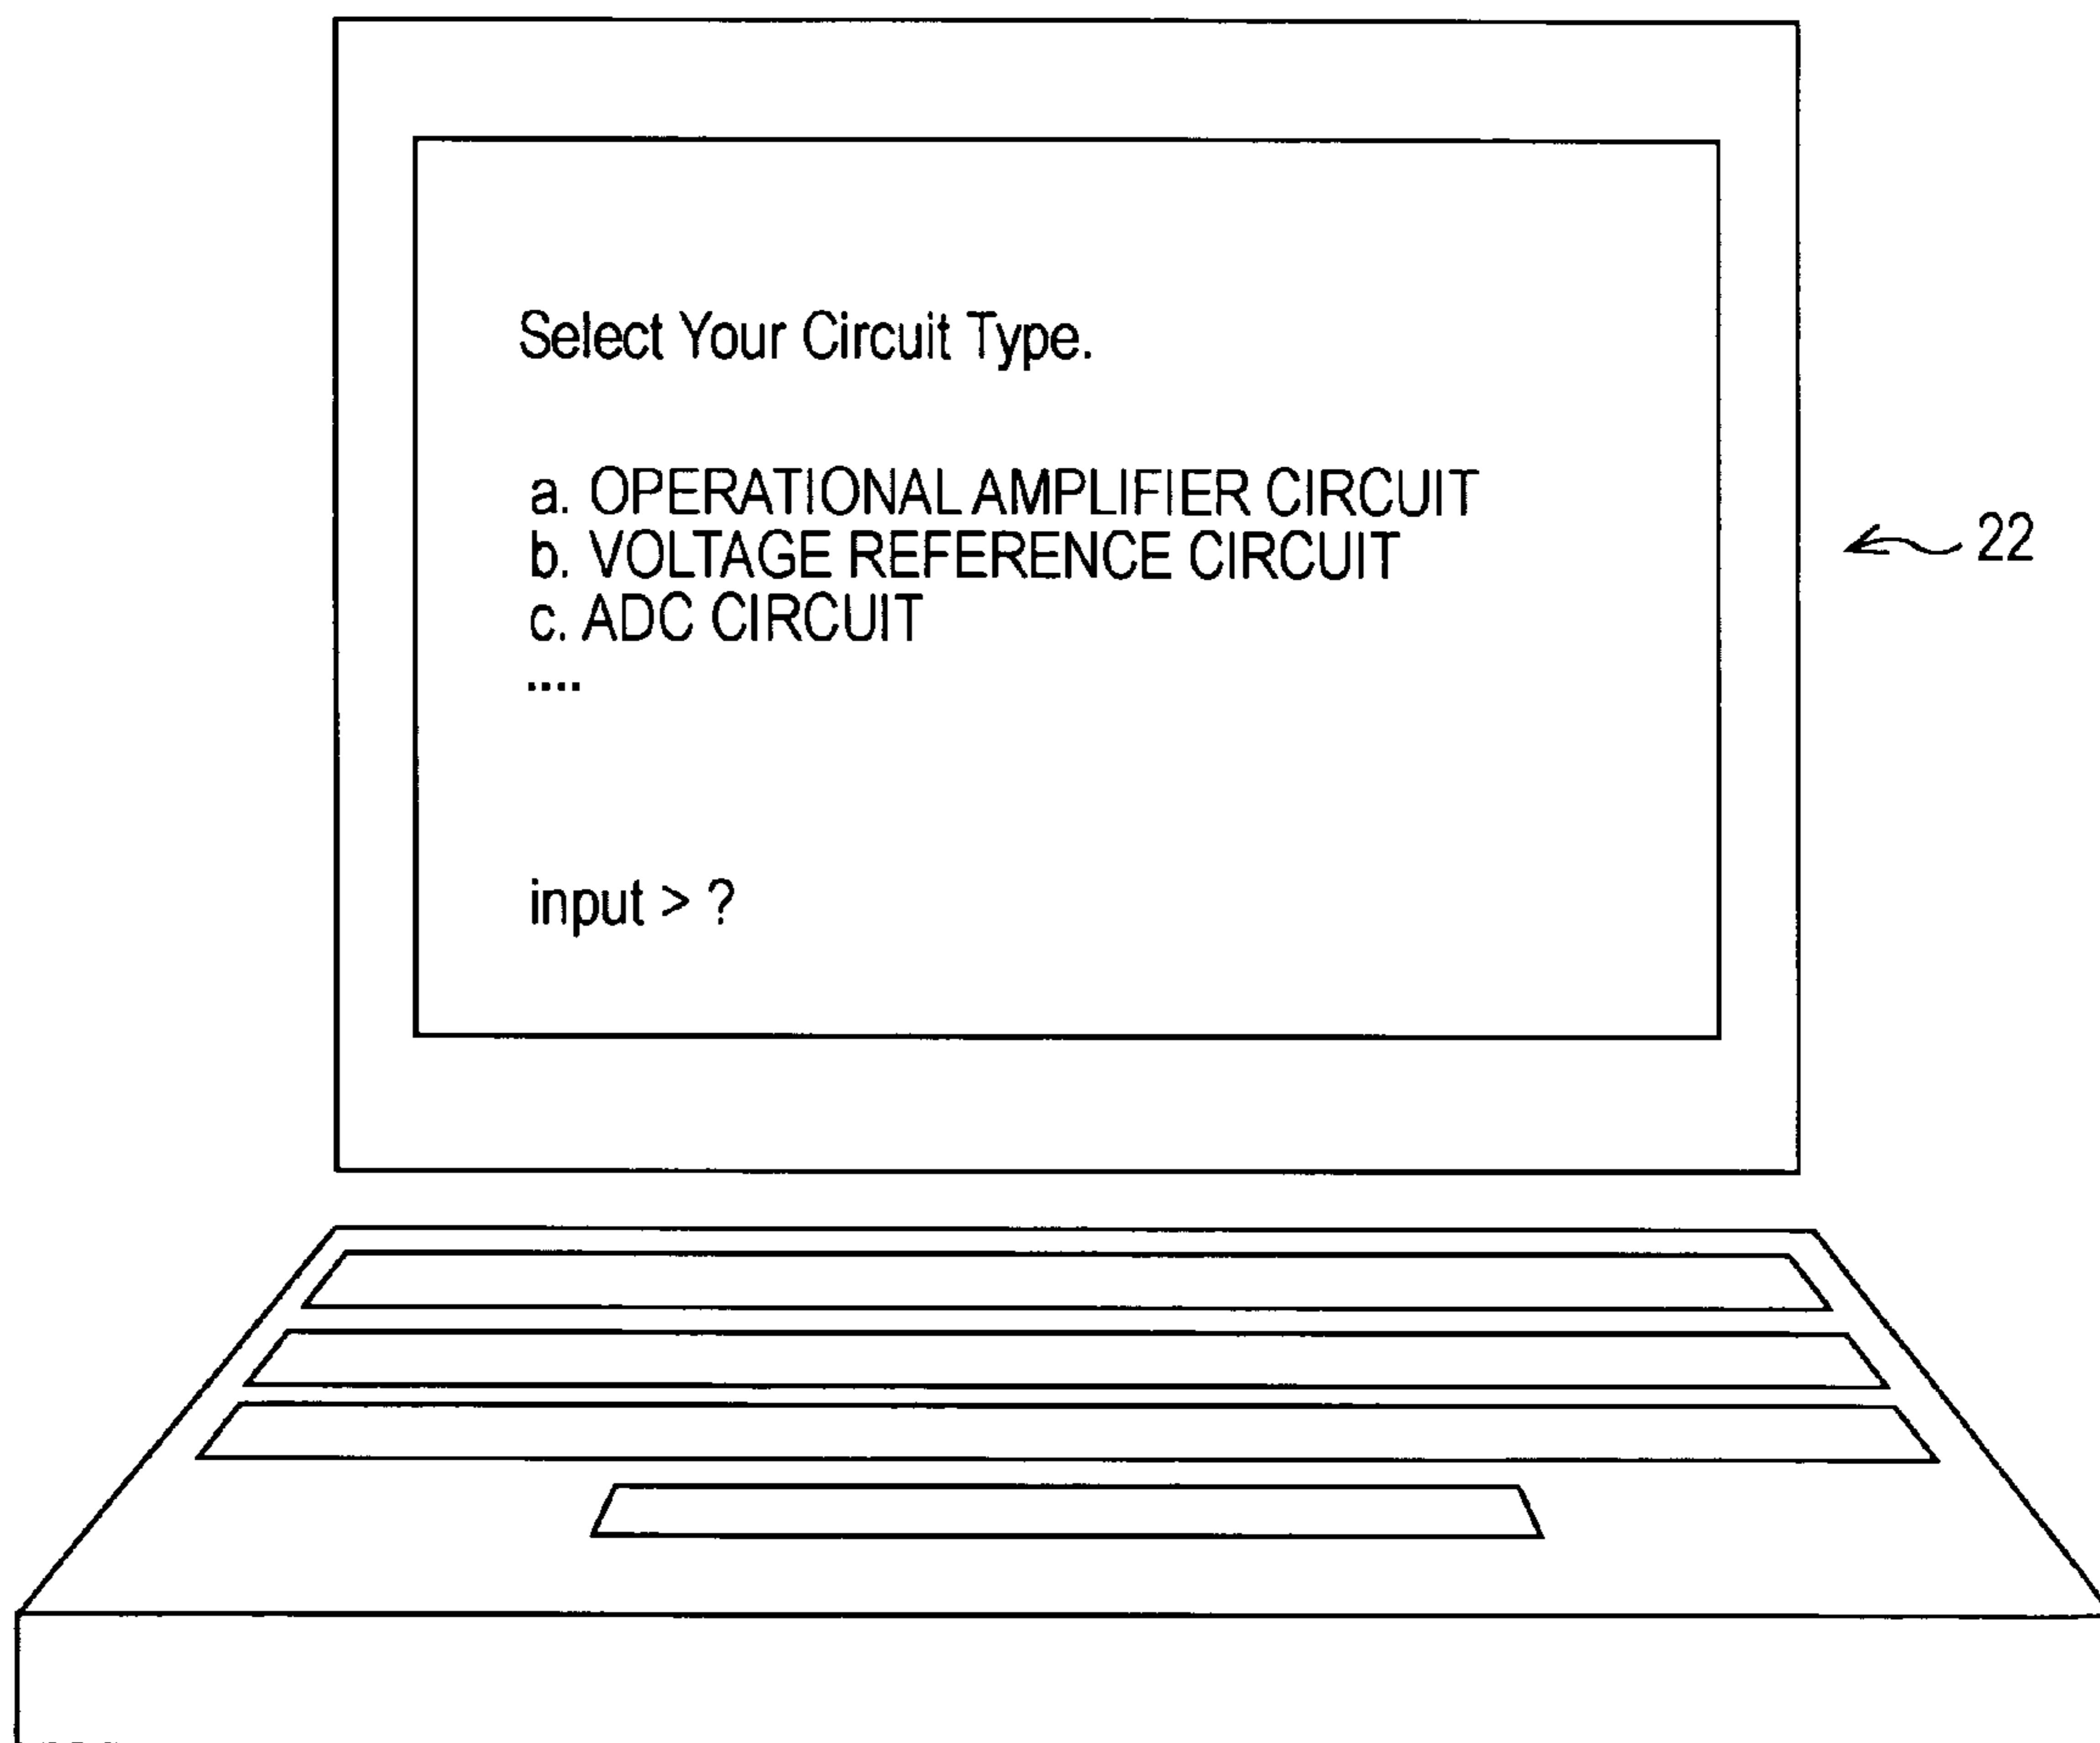 Select Your Circuit Type.
a. OPERATIONAL AMPLIFIER CIRCUIT
b. VOLTAGE REFERENCE CIRCUIT
c. ADC CIRCUIT
....
22
input > ?